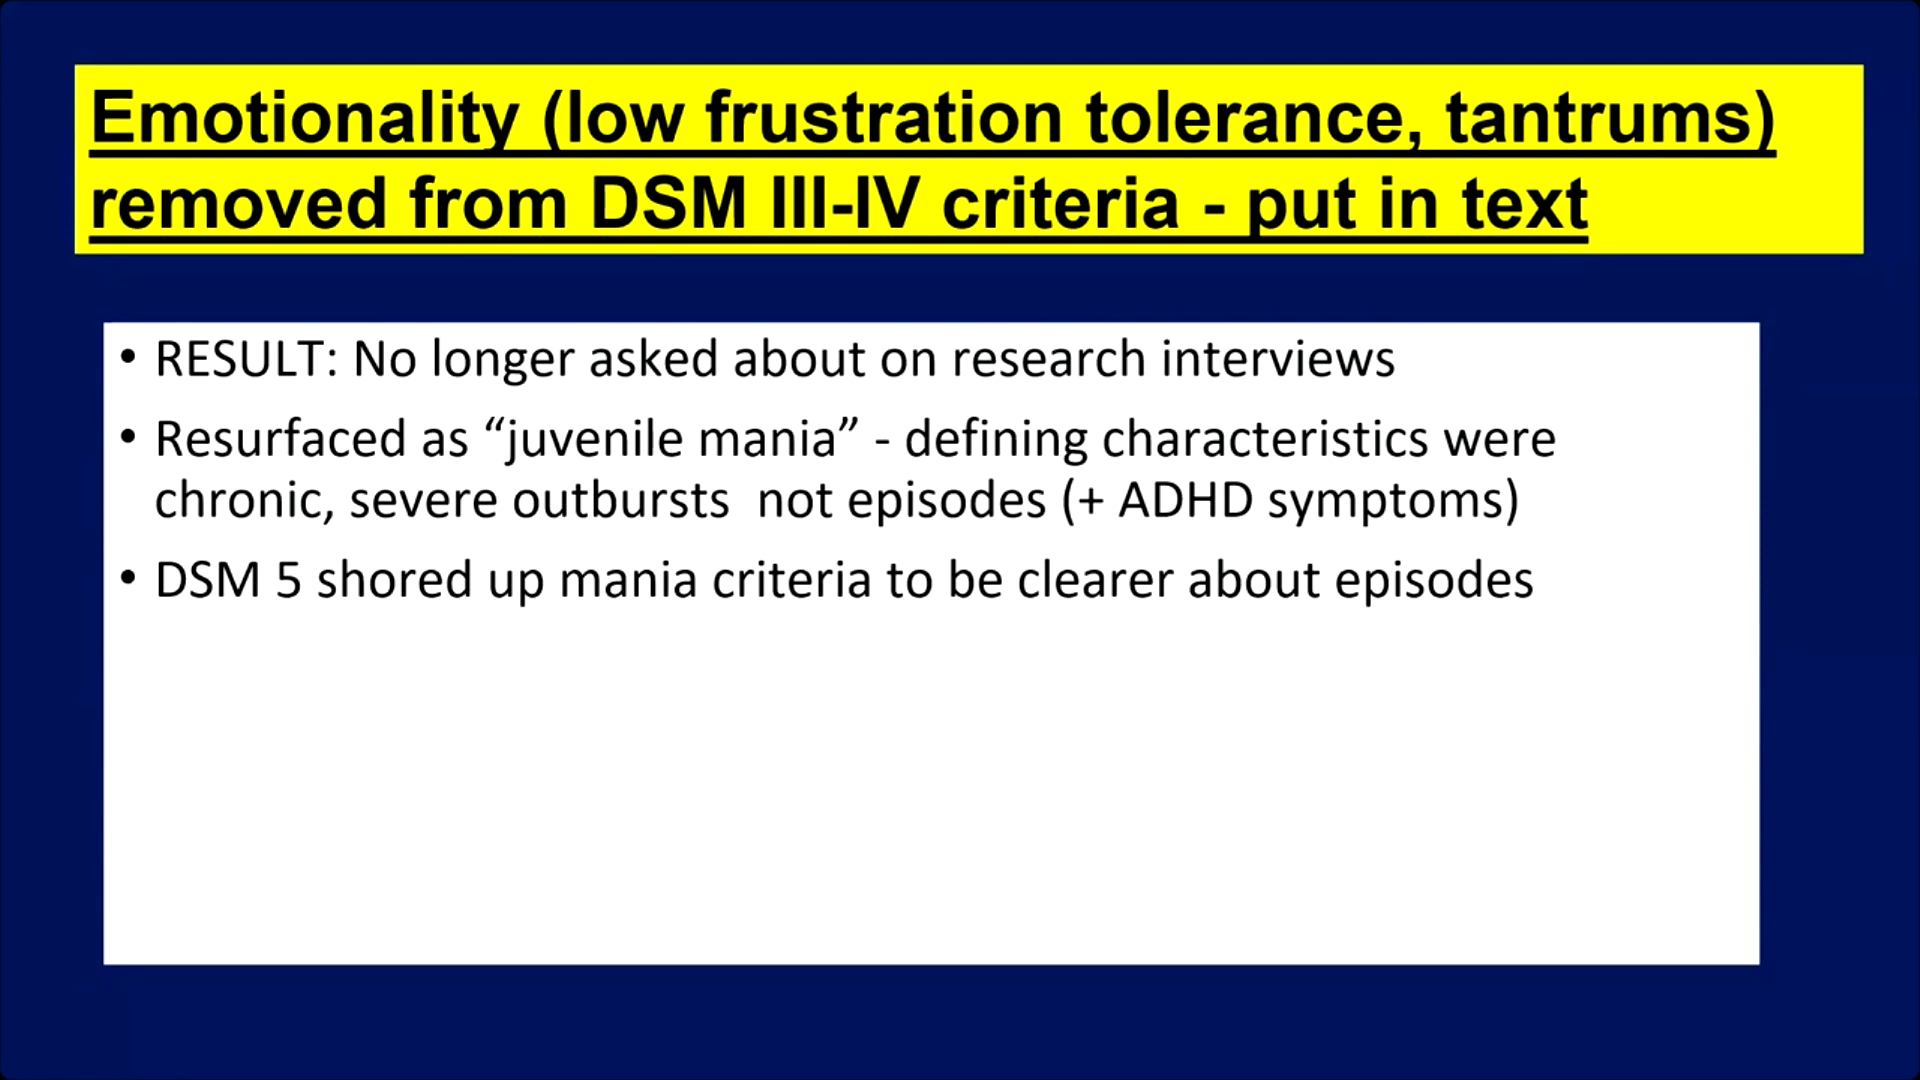 Emotionality (low frustration tolerance, tantrums)
removed from DSM III-IV criteria - put in text
• RESULT: No longer asked about on research interviews
• Resurfaced as “juvenile mania” - defining characteristics were
chronic, severe outbursts  not episodes (+ ADHD symptoms)
• DSM 5 shored up mania criteria to be clearer about episodes